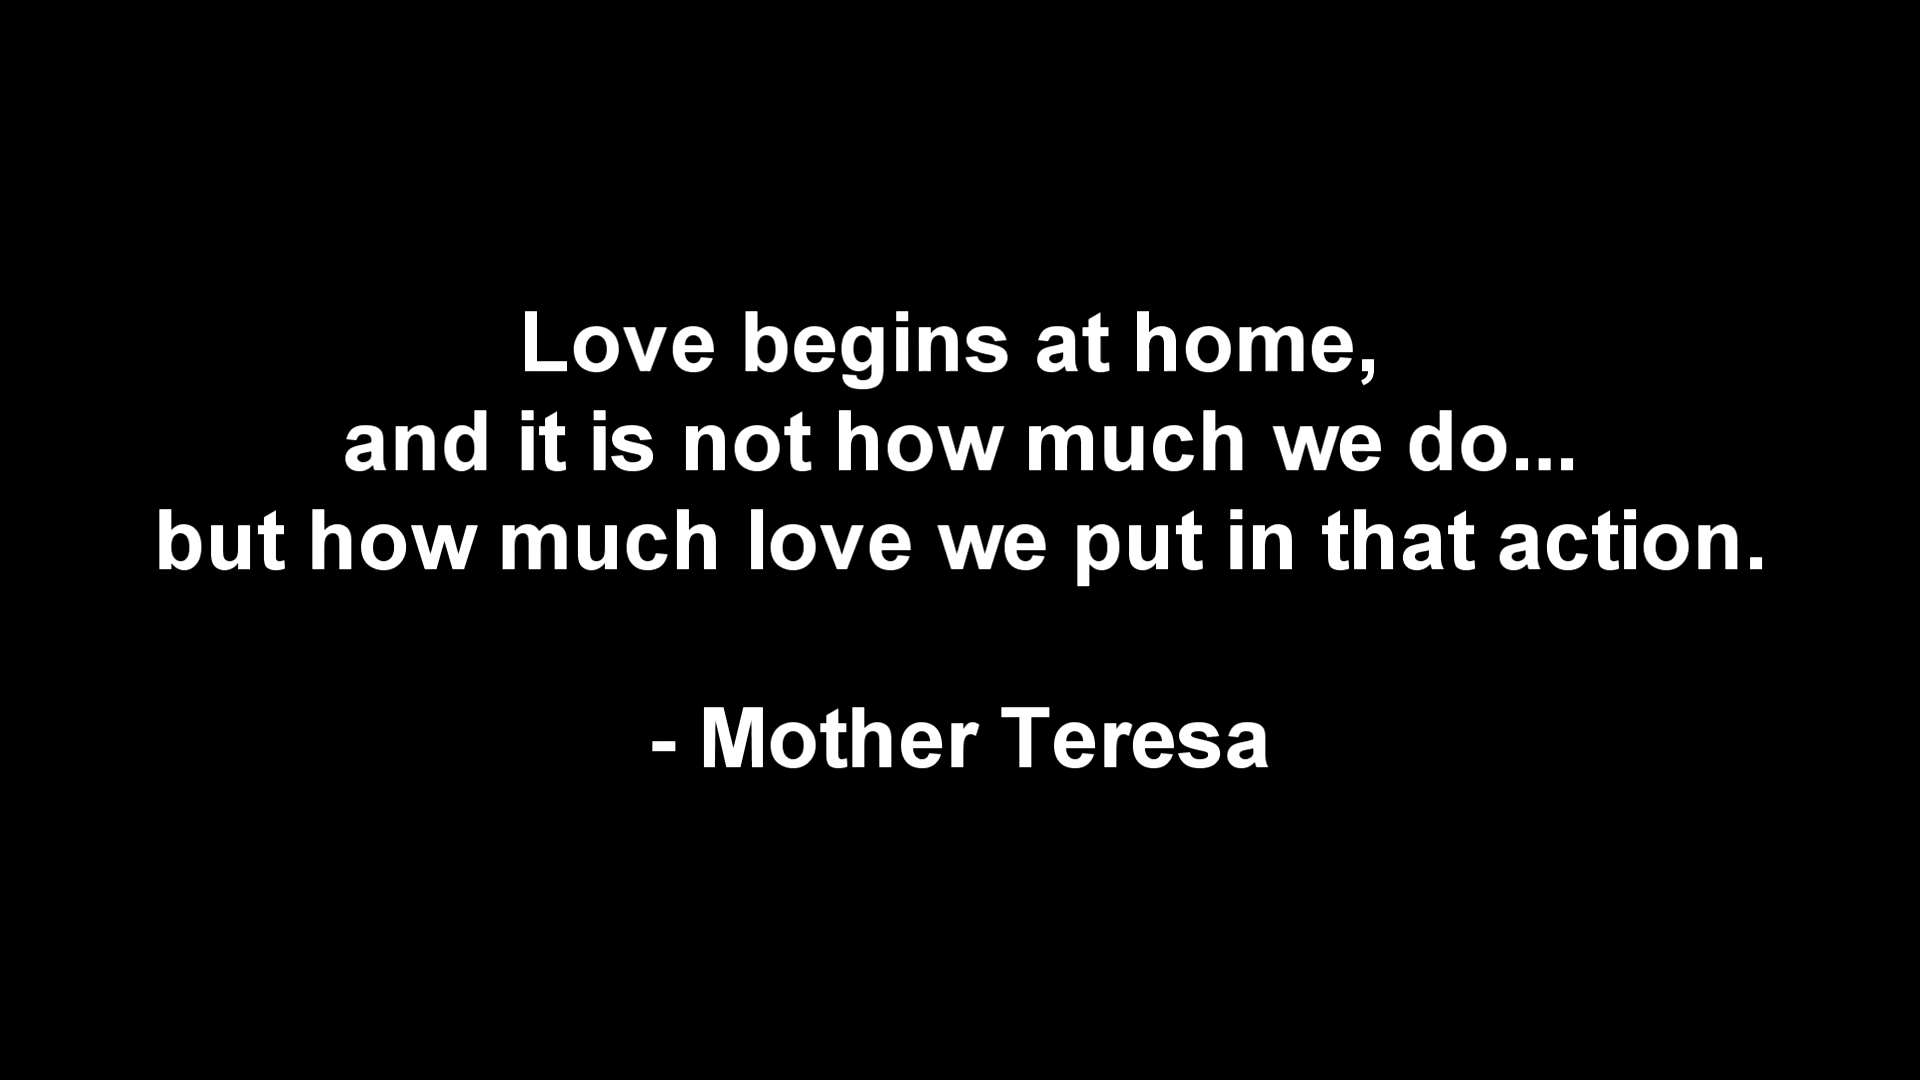 Love begins at home,
and it is not how much we do...
but how much love we put in that action.
- Mother Teresa